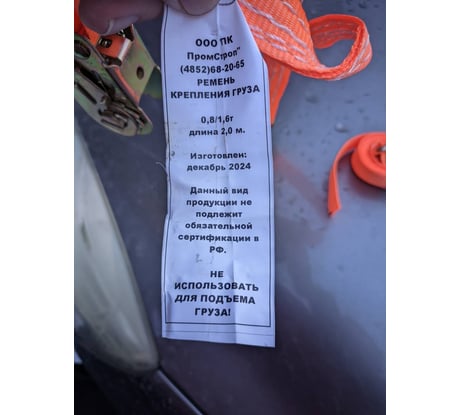 ООО ПК
ПромСтроп"
(4852)68-20-65
РЕМЕНЬ
КРЕПЛЕНИЯ ГРУЗА
0,8/1,6т
длина 2,0 м.
Изготовлен:
декабрь 2024
Данный вид
продукции не
подлежит
обязательной
сертификации в
РФ.
НЕ
ИСПОЛЬЗОВАТЬ
ДЛЯ ПОДЪЕМА
ГРУЗА!